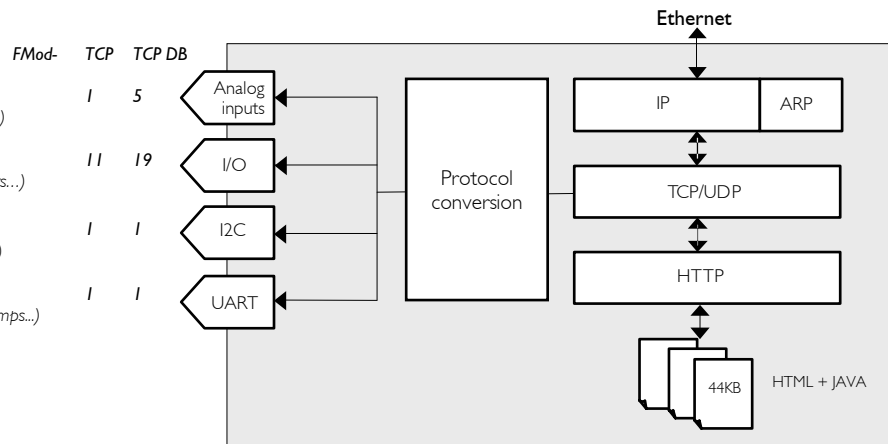 Ethernet
FMod- TCP TCP DB
1 5
Analog
inputs
)
11 19
I/O
s…)
1 1
I2C
)
1 1
UART
mps...)
Protocol
conversion
IP
ARP
TCP/UDP
HTTP
44KB
HTML + JAVA